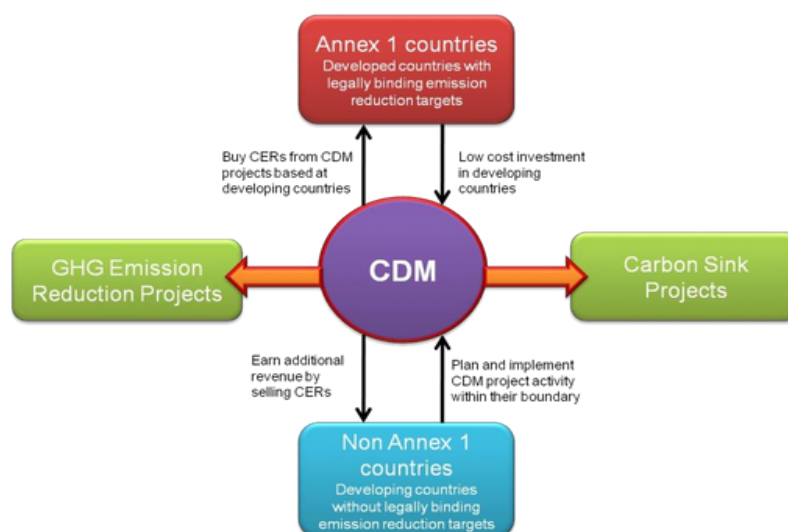 Annex 1 countries
Developed countries with
legally binding emission
reduction targets
Buy CERs from CDM
projects based at
developing countries
Low cost investment
in developing
countries
GHG Emission
Reduction Projects
CDM
Carbon Sink
Projects
Earn additional
revenue by
selling CERs
Plan and implement
CDM project activity
within their boundary
Non Annex 1
countries
Developing countries
without legally binding
emission reduction targets